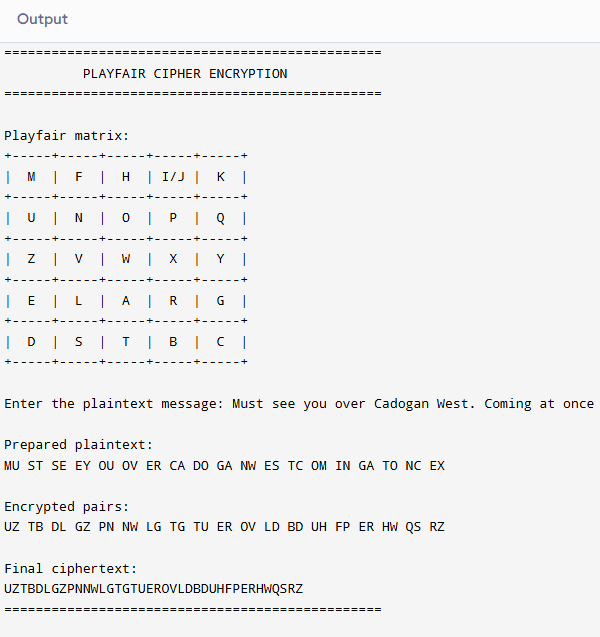 Output
================================================
PLAYFAIR CIPHER ENCRYPTION
================================================
Playfair matrix:
+-----+-----+-----+-----+-----+
|  M  |  F  |  H  | I/J |  K  |
+-----+-----+-----+-----+-----+
|  U  |  N  |  O  |  P  |  Q  |
+-----+-----+-----+-----+-----+
|  Z  |  V  |  W  |  X  |  Y  |
+-----+-----+-----+-----+-----+
|  E  |  L  |  A  |  R  |  G  |
+-----+-----+-----+-----+-----+
|  D  |  S  |  T  |  B  |  C  |
+-----+-----+-----+-----+-----+
Enter the plaintext message: Must see you over Cadogan West. Coming at once
Prepared plaintext:
MU ST SE EY OU OV ER CA DO GA NW ES TC OM IN GA TO NC EX
Encrypted pairs:
UZ TB DL GZ PN NW LG TG TU ER OV LD BD UH FP ER HW QS RZ
Final ciphertext:
UZTBDLGZPNNWLGTGTUEROVLDBDUHFPERHWQSRZ
================================================